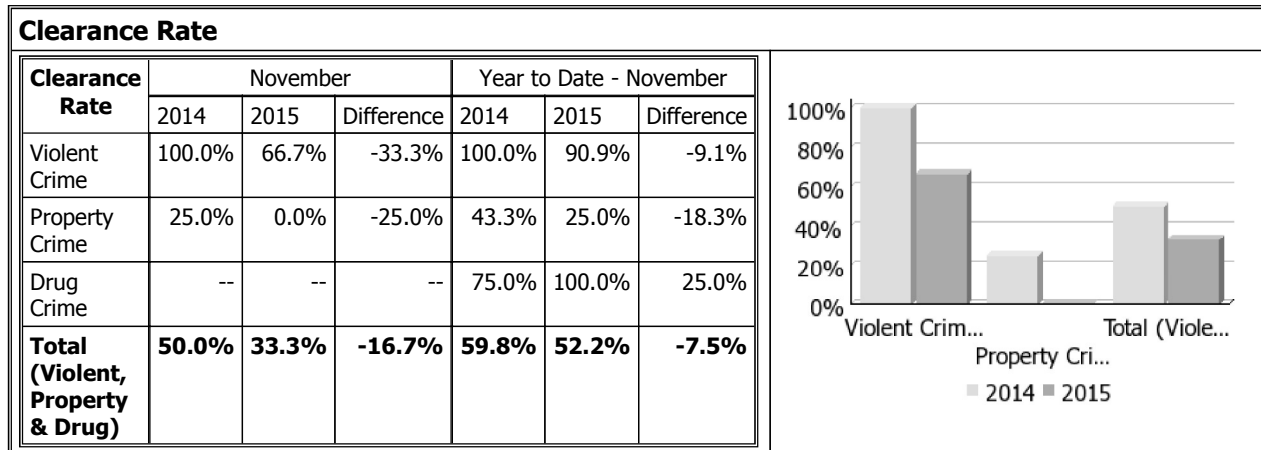 Clearance Rate
Clearance Rate November Year to Date - November
2014 2015 Difference 2014 2015 Difference
Violent Crime 100.0% 66.7% -33.3% 100.0% 90.9% -9.1%
Property Crime 25.0% 0.0% -25.0% 43.3% 25.0% -18.3%
Drug Crime -- -- -- 75.0% 100.0% 25.0%
Total (Violent, Property & Drug) 50.0% 33.3% -16.7% 59.8% 52.2% -7.5%
100%
80%
60%
40%
20%
0%
Violent Crim... Total (Viole...
Property Cri...
2014 2015